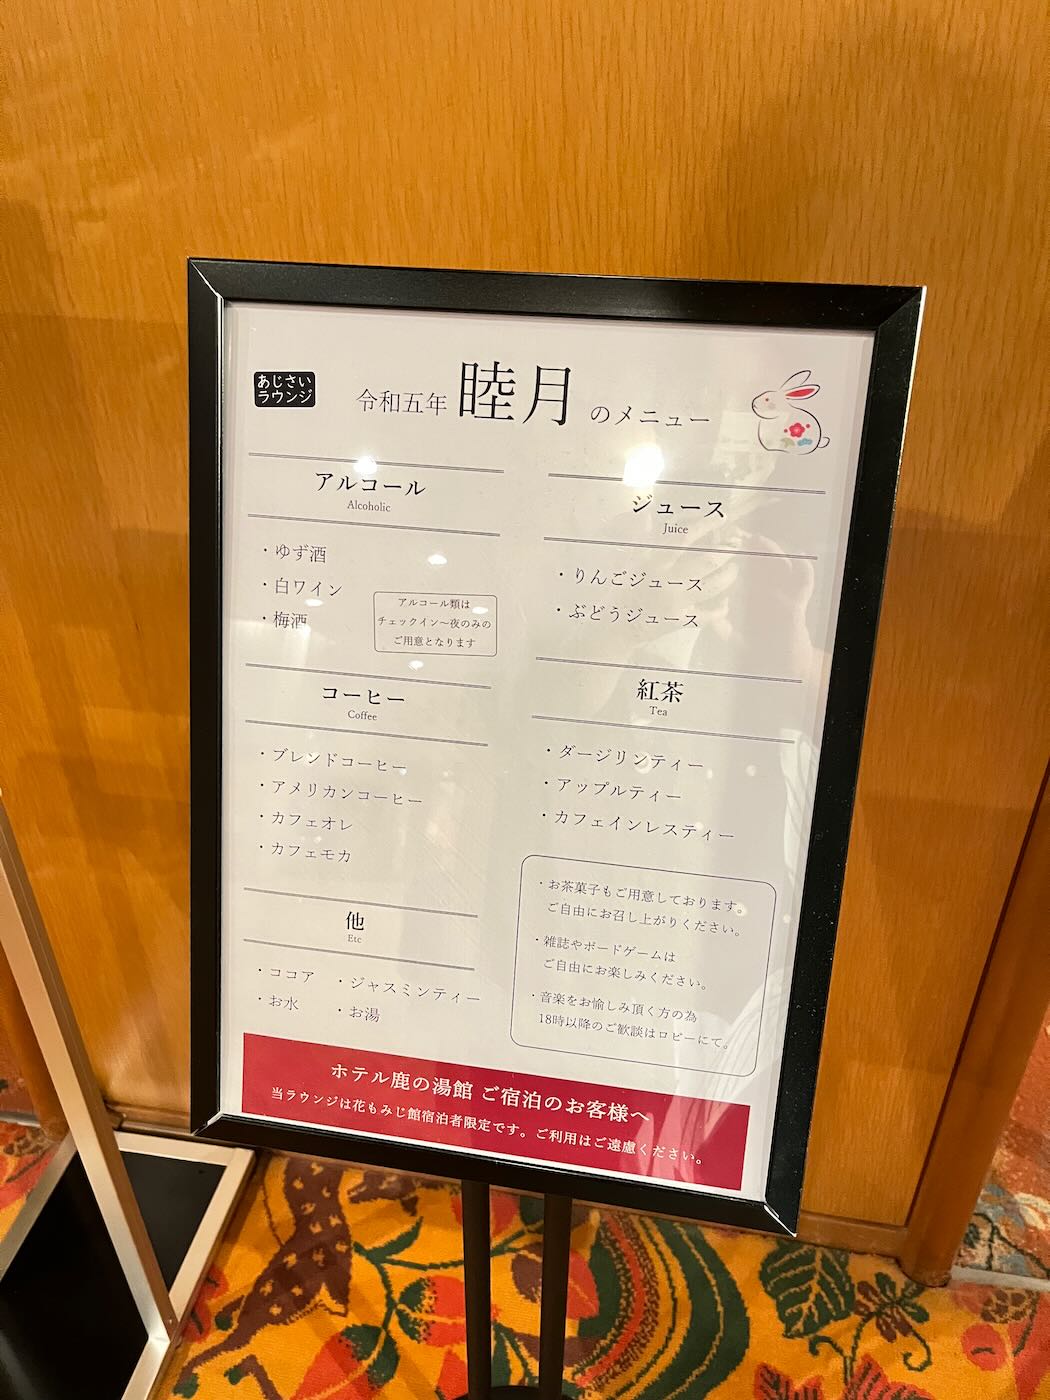 あじさい
ラウンジ
令和五年 睦月 のメニュー
アルコール
Alcoholic
・ゆず酒
・白ワイン
・梅酒
アルコール類は
チェックイン〜夜のみの
ご用意となります
コーヒー
Coffee
・ブレンドコーヒー
・アメリカンコーヒー
・カフェオレ
・カフェモカ
他
Etc
・ココア ・ジャスミンティー
・お水 ・お湯
ジュース
Juice
・りんごジュース
・ぶどうジュース
紅茶
Tea
・ダージリンティー
・アップルティー
・カフェインレスティー
・お茶菓子もご用意しております。
ご自由にお召し上がりください。
・雑誌やボードゲームは
ご自由にお楽しみください。
・音楽をお愉しみ頂く方の為
18時以降のご歓談はロビーにて。
ホテル鹿の湯館 ご宿泊のお客様へ
当ラウンジは花もみじ館宿泊者限定です。ご利用はご遠慮ください。